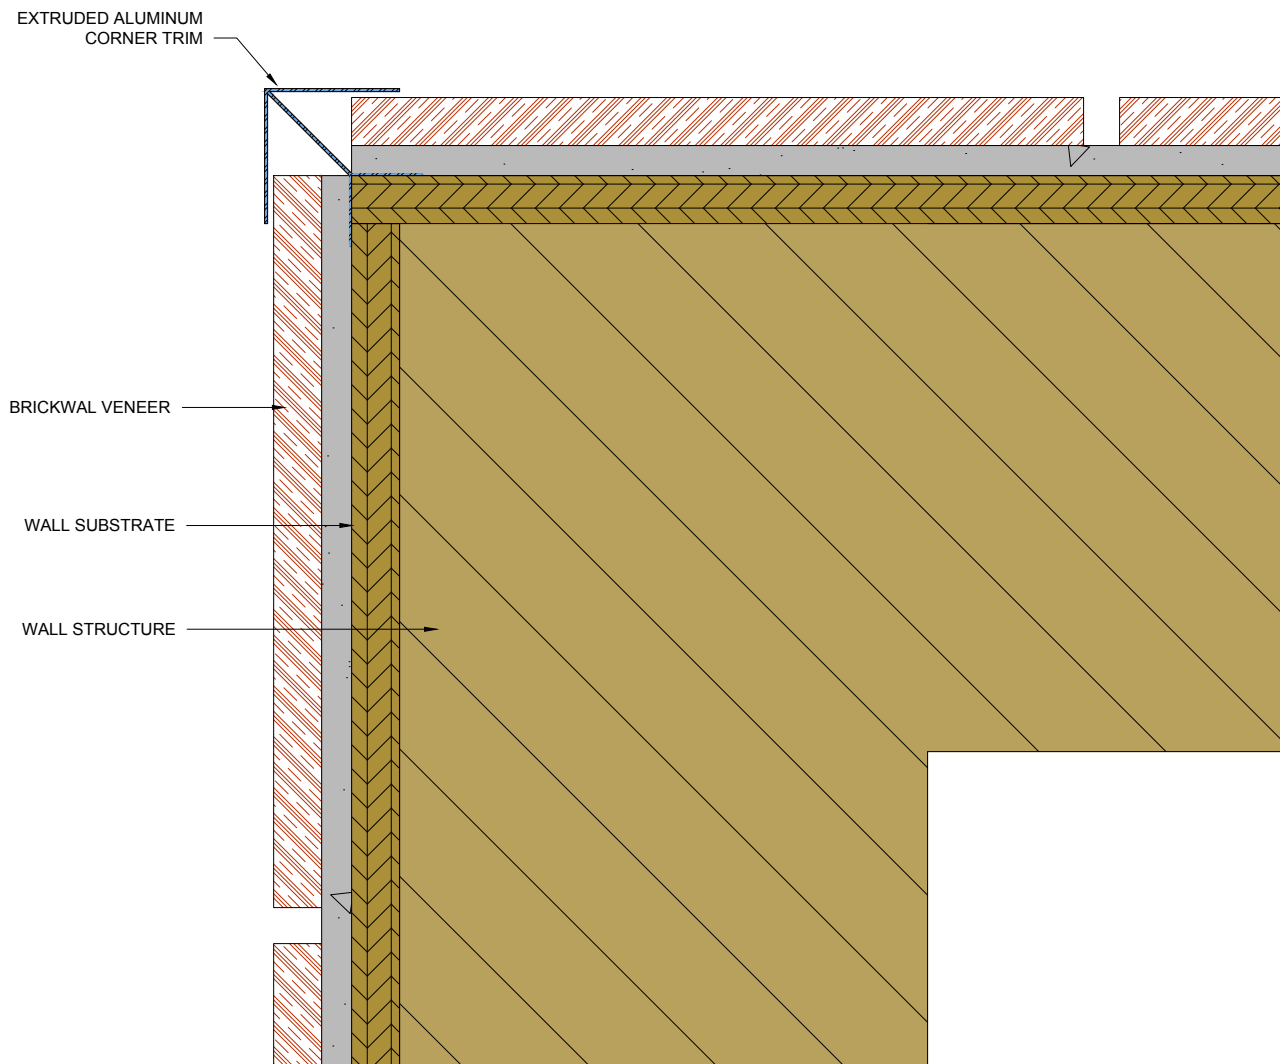 EXTRUDED ALUMINUM
CORNER TRIM
BRICKWAL VENEER
WALL SUBSTRATE
WALL STRUCTURE